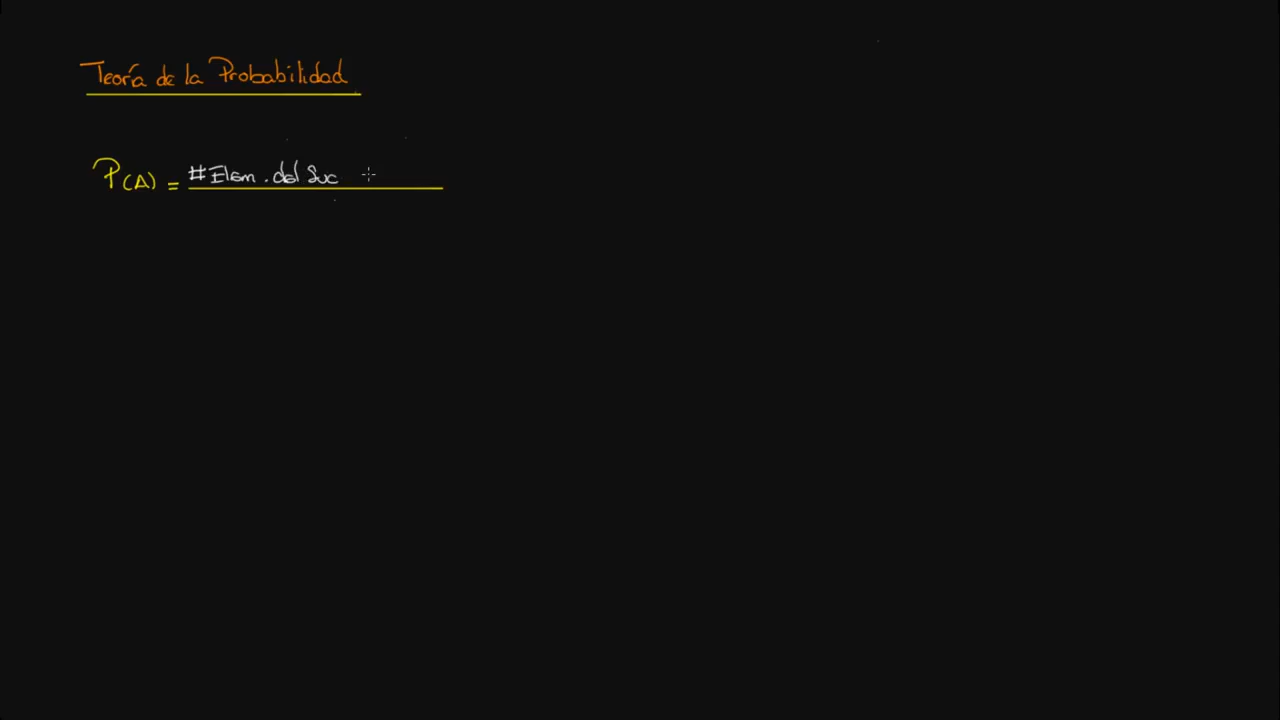 Teoría de la Probabilidad
P(A) = #Elem. del Suc